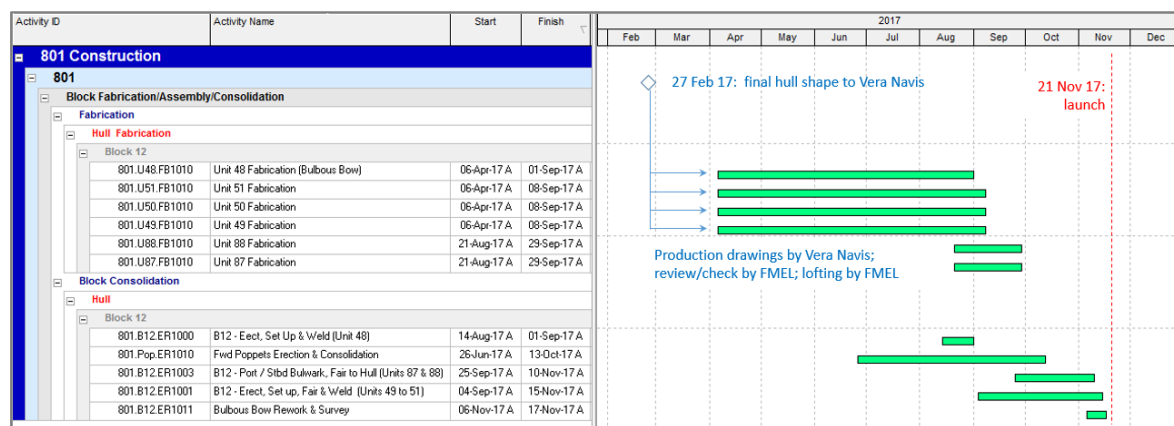 Activity ID Activity Name Start Finish 2017
Feb Mar Apr May Jun Jul Aug Sep Oct Nov Dec
801 Construction
801
27 Feb 17: final hull shape to Vera Navis
21 Nov 17:
launch
Block Fabrication/Assembly/Consolidation
Fabrication
Hull Fabrication
Block 12
801.U48.FB1010 Unit 48 Fabrication (Bulbous Bow) 06-Apr-17 A 01-Sep-17 A
801.U51.FB1010 Unit 51 Fabrication 06-Apr-17 A 08-Sep-17 A
801.U50.FB1010 Unit 50 Fabrication 06-Apr-17 A 08-Sep-17 A
801.U49.FB1010 Unit 49 Fabrication 06-Apr-17 A 08-Sep-17 A
801.U88.FB1010 Unit 88 Fabrication 21-Aug-17 A 29-Sep-17 A
801.U87.FB1010 Unit 87 Fabrication 21-Aug-17 A 29-Sep-17 A
Production drawings by Vera Navis;
review/check by FMEL; lofting by FMEL
Block Consolidation
Hull
Block 12
801.B12.ER1000 B12 - Eect, Set Up & Weld (Unit 48) 14-Aug-17 A 01-Sep-17 A
801.Pop.ER1010 Fwd Poppets Erection & Consolidation 26-Jun-17 A 13-Oct-17 A
801.B12.ER1003 B12 - Port / Stbd Bulwark, Fair to Hull (Units 87 & 88) 25-Sep-17 A 10-Nov-17 A
801.B12.ER1001 B12 - Erect, Set up, Fair & Weld (Units 49 to 51) 04-Sep-17 A 15-Nov-17 A
801.B12.ER1011 Bulbous Bow Rework & Survey 06-Nov-17 A 17-Nov-17 A